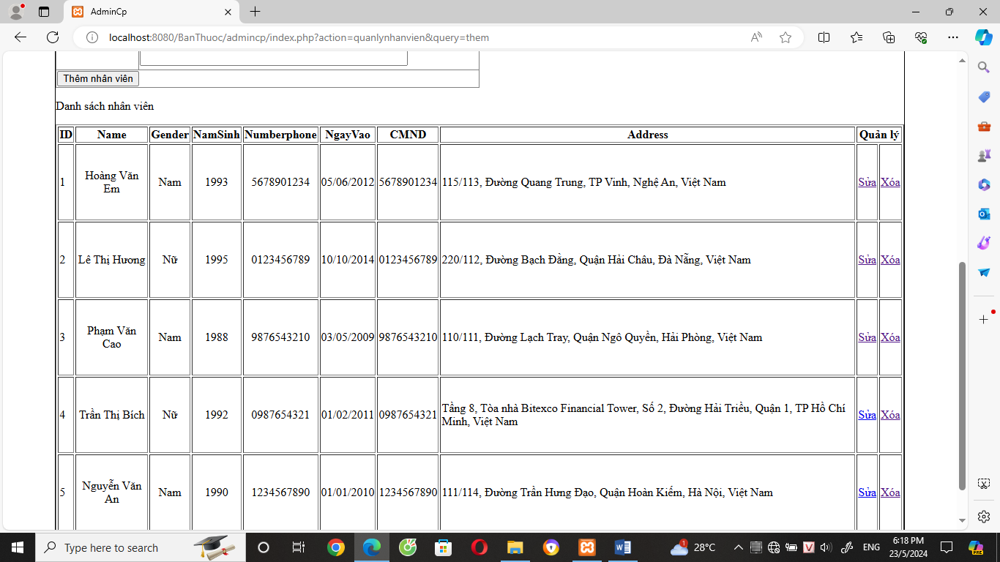 AdminCp
localhost:8080/BanThuoc/admincp/index.php?action=quanlynhanvien&query=them
Thêm nhân viên
Danh sách nhân viên
ID Name Gender NamSinh Numberphone NgayVao CMND Address Quản lý
1 Hoàng Văn Em Nam 1993 5678901234 05/06/2012 5678901234 115/113, Đường Quang Trung, TP Vinh, Nghệ An, Việt Nam Sửa Xóa
2 Lê Thị Hương Nữ 1995 0123456789 10/10/2014 0123456789 220/112, Đường Bạch Đằng, Quận Hải Châu, Đà Nẵng, Việt Nam Sửa Xóa
3 Phạm Văn Cao Nam 1988 9876543210 03/05/2009 9876543210 110/111, Đường Lạch Tray, Quận Ngô Quyền, Hải Phòng, Việt Nam Sửa Xóa
4 Trần Thị Bích Nữ 1992 0987654321 01/02/2011 0987654321 Tầng 8, Tòa nhà Bitexco Financial Tower, Số 2, Đường Hải Triều, Quận 1, TP Hồ Chí
Minh, Việt Nam Sửa Xóa
5 Nguyễn Văn An Nam 1990 1234567890 01/01/2010 1234567890 111/114, Đường Trần Hưng Đạo, Quận Hoàn Kiếm, Hà Nội, Việt Nam Sửa Xóa
Type here to search
1 28°C
ENG
6:18 PM
23/5/2024